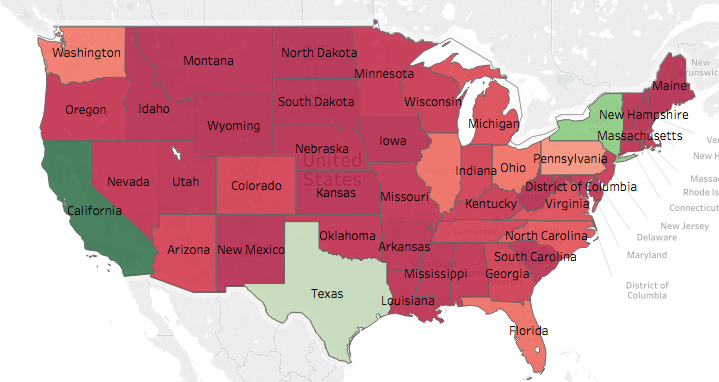 Washington
Montana
North Dakota
Minnesota
Maine
New
Brunswick
Oregon
Idaho
South Dakota
Wisconsin
Michigan
New Hampshire
Wyoming
Massachusetts
Iowa
Nebraska
United
States
Ohio
Pennsylvania
Indiana
Nevada
Utah
Colorado
Kansas
Missouri
Kentucky
District of Columbia
Virginia
California
Rhode Is
Connecticut
New Jersey
Delaware
Maryland
District of
Columbia
Arizona
New Mexico
Oklahoma
Arkansas
North Carolina
South Carolina
Mississippi
Georgia
Texas
Louisiana
Florida